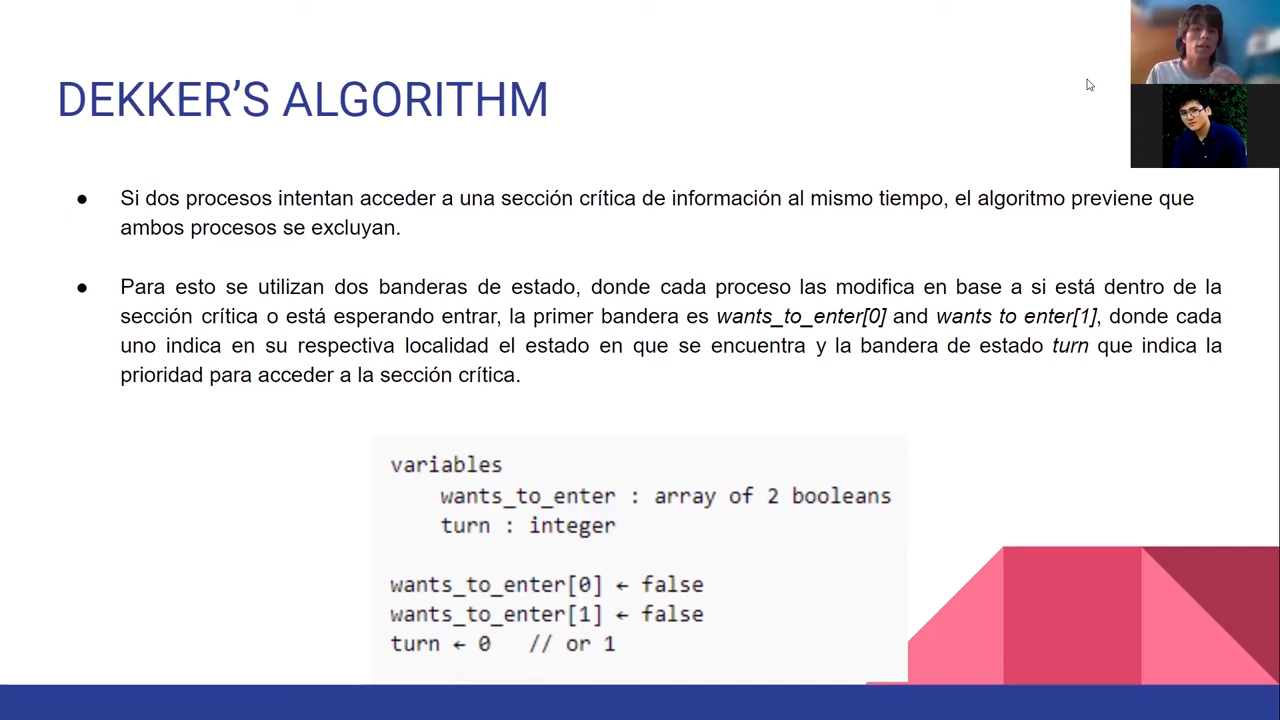 DEKKER'S ALGORITHM
● Si dos procesos intentan acceder a una sección crítica de información al mismo tiempo, el algoritmo previene que
ambos procesos se excluyan.
● Para esto se utilizan dos banderas de estado, donde cada proceso las modifica en base a si está dentro de la
sección crítica o está esperando entrar, la primer bandera es wants_to_enter[0] and wants to enter[1], donde cada
uno indica en su respectiva localidad el estado en que se encuentra y la bandera de estado turn que indica la
prioridad para acceder a la sección crítica.
variables
wants_to_enter : array of 2 booleans
turn : integer
wants_to_enter[0] ← false
wants_to_enter[1] ← false
turn ← 0 // or 1